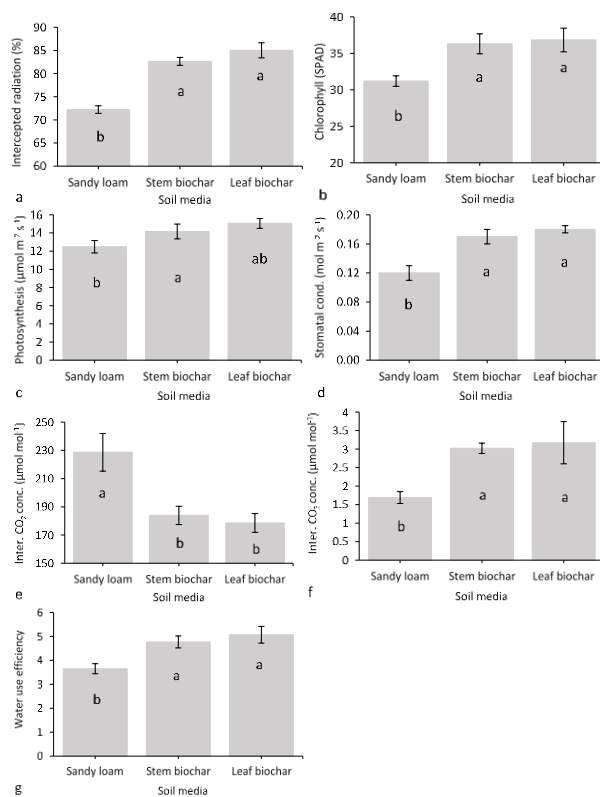 Intercepted radiation (%)
90
85
80
75
70
65
60
b
a
a
Sandy loam Stem biochar Leaf biochar
Soil media
a
Chlorophyll (SPAD)
40
36
32
28
24
20
b
a
a
Sandy loam Stem biochar Leaf biochar
Soil media
b
Photosynthesis (µmol m⁻² s⁻¹)
16
14
12
10
8
6
4
2
0
b
a
ab
Sandy loam Stem biochar Leaf biochar
Soil media
c
Stomatal cond. (mol m⁻² s⁻¹)
0.20
0.16
0.12
0.08
0.04
0.00
b
a
a
Sandy loam Stem biochar Leaf biochar
Soil media
d
Inter. CO₂ conc. (µmol mol⁻¹)
250
230
210
190
170
150
a
b
b
Sandy loam Stem biochar Leaf biochar
Soil media
e
Inter. CO₂ conc. (µmol mol⁻¹)
4
3.5
3
2.5
2
1.5
1
0.5
0
b
a
a
Sandy loam Stem biochar Leaf biochar
Soil media
f
Water use efficiency
6
5
4
3
2
1
0
b
a
a
Sandy loam Stem biochar Leaf biochar
Soil media
g